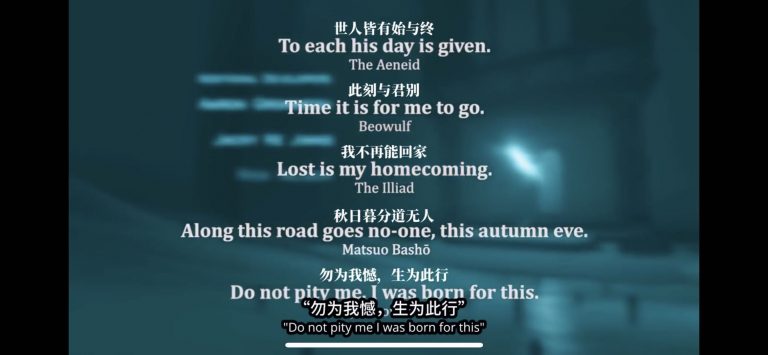 世人皆有始与终
To each his day is given.
The Aeneid
此刻与君别
Time it is for me to go.
Beowulf
我不再能回家
Lost is my homecoming.
The Illiad
秋日暮分道无人
Along this road goes no-one, this autumn eve.
Matsuo Bashō
勿为我憾，生为此行
Do not pity me. I was born for this.
“勿为我憾，生为此行”
"Do not pity me I was born for this"